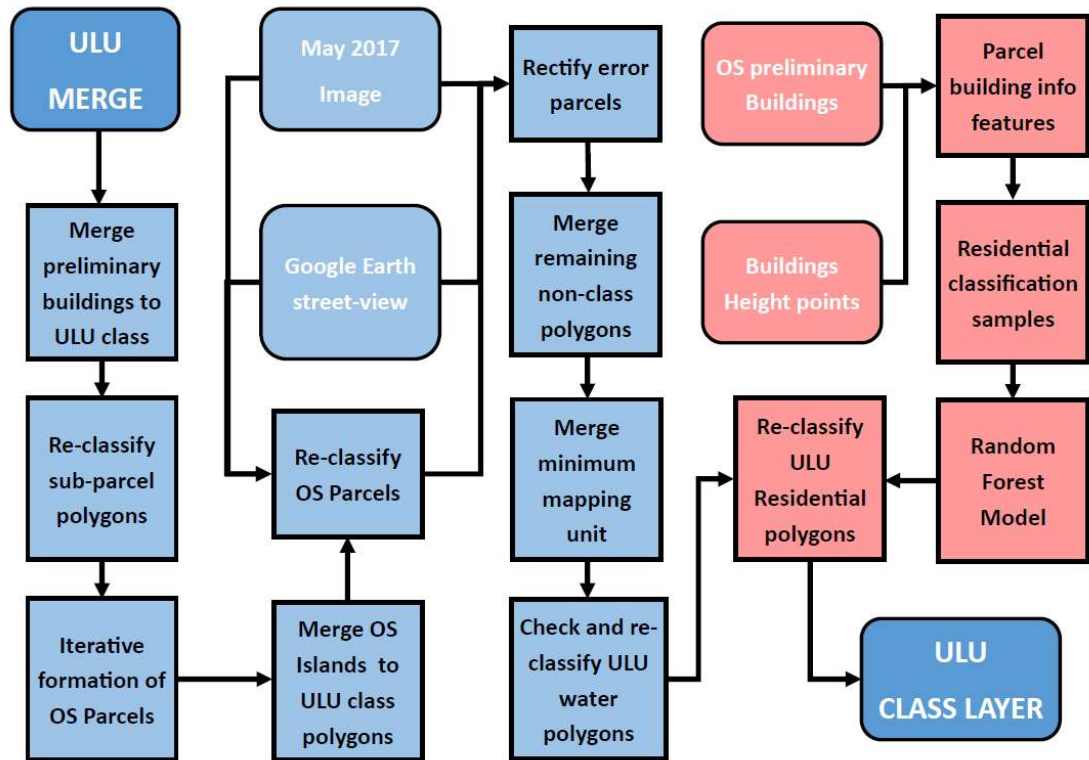 ULU
MERGE
Merge
preliminary
buildings to
ULU class
Re-classify
sub-parcel
polygons
Iterative
formation of
OS Parcels
May 2017
Image
Google Earth
street-view
Re-classify
OS Parcels
Merge OS
Islands to
ULU class
polygons
Rectify error
parcels
Merge
remaining
non-class
polygons
Merge
minimum
mapping
unit
Check and re-
classify ULU
water
polygons
OS preliminary
Buildings
Buildings
Height points
Re-classify
ULU
Residential
polygons
Parcel
building info
features
Residential
classification
samples
Random
Forest
Model
ULU
CLASS LAYER